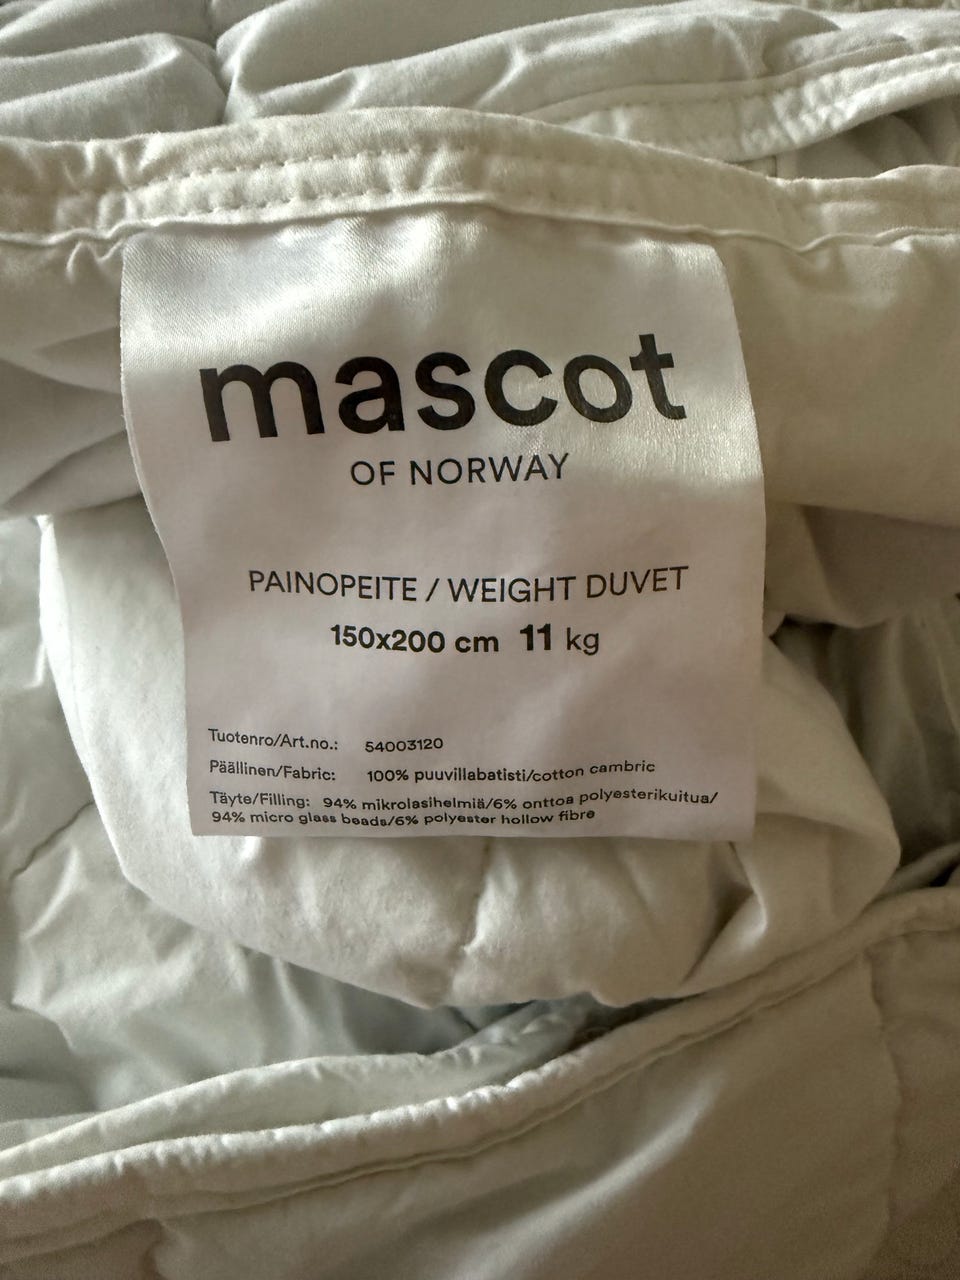 mascot
OF NORWAY
PAINOPEITE / WEIGHT DUVET
150x200 cm 11 kg
Tuotenro/Art.no.: 54003120
Päällinen/Fabric: 100% puuvillabatisti/cotton cambric
Täyte/Filling: 94% mikrolasihelmiä/6% onttoa polyesterikuitua/
94% micro glass beads/6% polyester hollow fibre